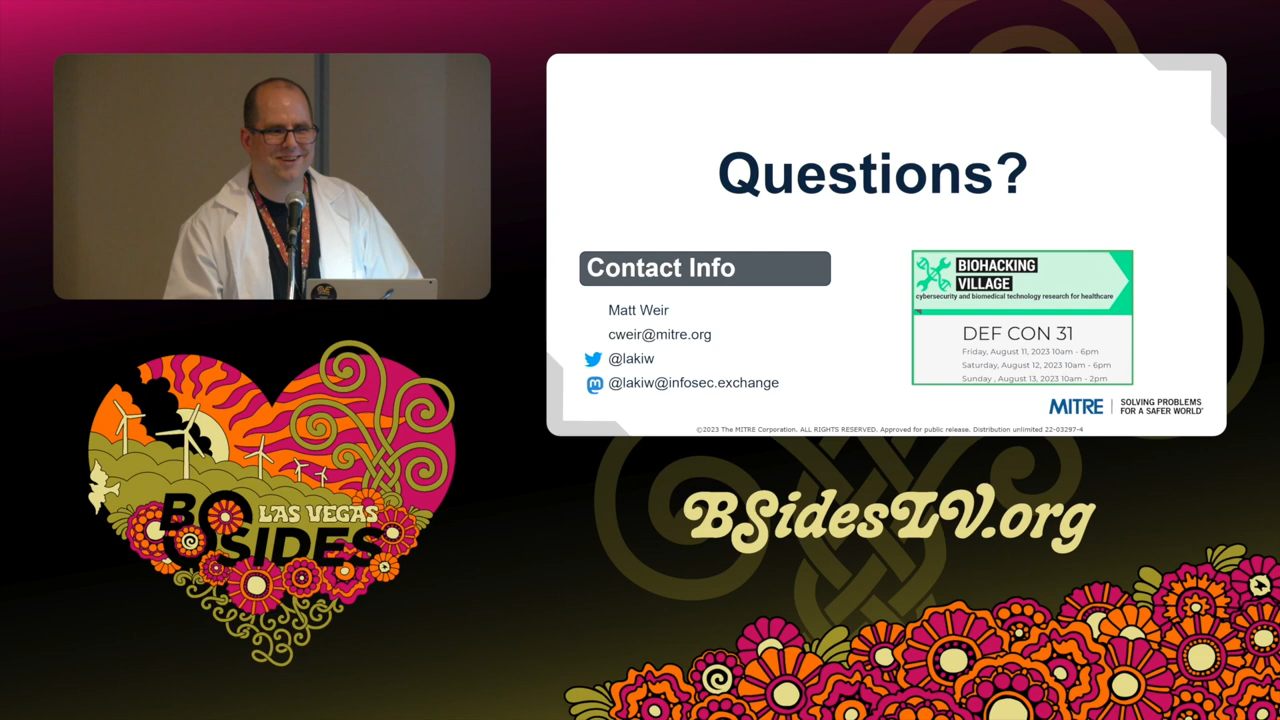 Questions?
Contact Info
Matt Weir
cweir@mitre.org
@lakiw
@lakiw@infosec.exchange
BIOHACKING
VILLAGE
cybersecurity and biomedical technology research for healthcare
DEF CON 31
Friday, August 11, 2023 10am - 6pm
Saturday, August 12, 2023 10am - 6pm
Sunday , August 13, 2023 10am - 2pm
MITRE
SOLVING PROBLEMS
FOR A SAFER WORLD®
©2023 The MITRE Corporation. ALL RIGHTS RESERVED. Approved for public release. Distribution unlimited 22-03297-4
LAS VEGAS
BSIDES
23
BSidesLV.org